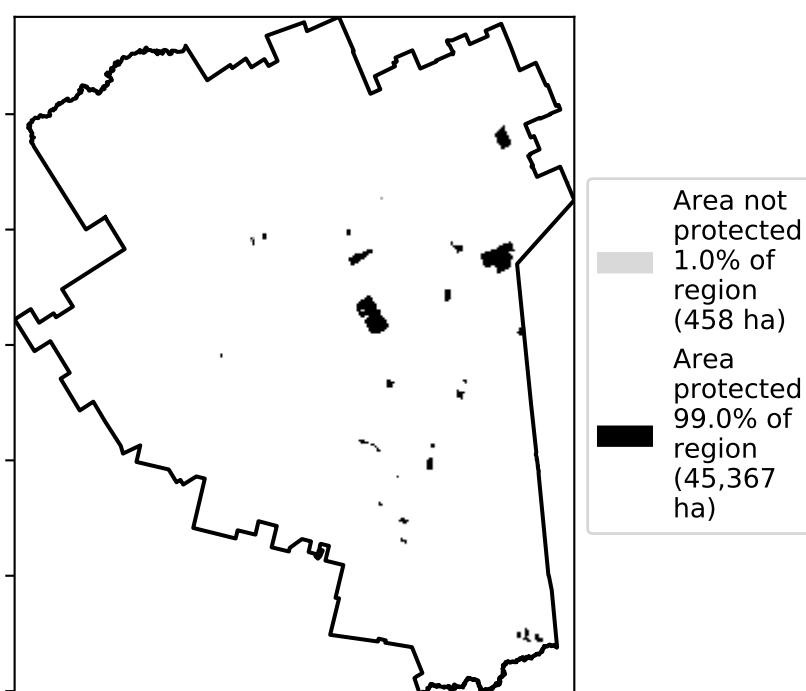 Area not
protected
1.0% of
region
(458 ha)
Area
protected
99.0% of
region
(45,367
ha)